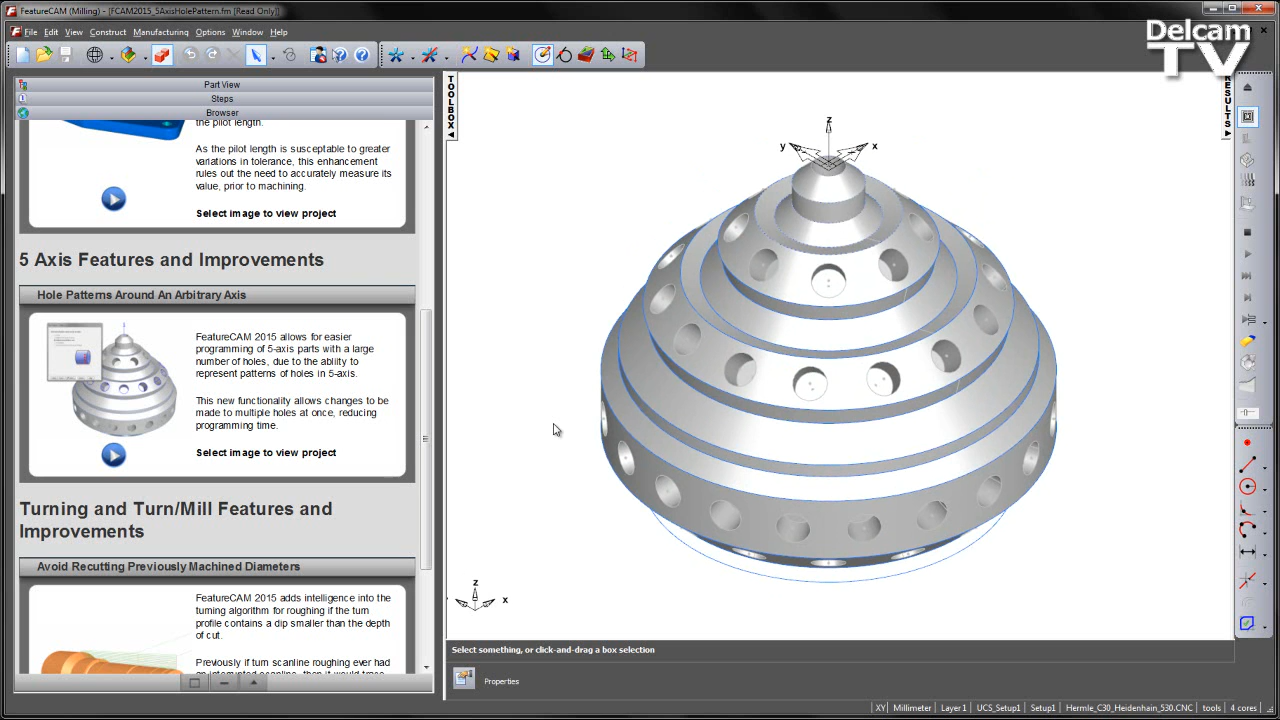 FeatureCAM (Milling) - [FCAM2015_5AxisHolePattern.fm [Read Only]]
File Edit View Construct Manufacturing Options Window Help
Delcam
TV
Part View
Steps
Browser
TOOLBOX
RESULTS
the pilot length.
As the pilot length is susceptable to greater
variations in tolerance, this enhancement
rules out the need to accurately measure its
value, prior to machining.
Select image to view project
5 Axis Features and Improvements
Hole Patterns Around An Arbitrary Axis
FeatureCAM 2015 allows for easier
programming of 5-axis parts with a large
number of holes, due to the ability to
represent patterns of holes in 5-axis.
This new functionality allows changes to be
made to multiple holes at once, reducing
programming time.
Select image to view project
Turning and Turn/Mill Features and
Improvements
Avoid Recutting Previously Machined Diameters
FeatureCAM 2015 adds intelligence into the
turning algorithm for roughing if the turn
profile contains a dip smaller than the depth
of cut.
Previously if turn scanline roughing ever had
z
y x
z
x
Select something, or click-and-drag a box selection
Properties
XY Millimeter Layer1 UCS_Setup1 Setup1 Hermle_C30_Heidenhain_530.CNC tools 4 cores